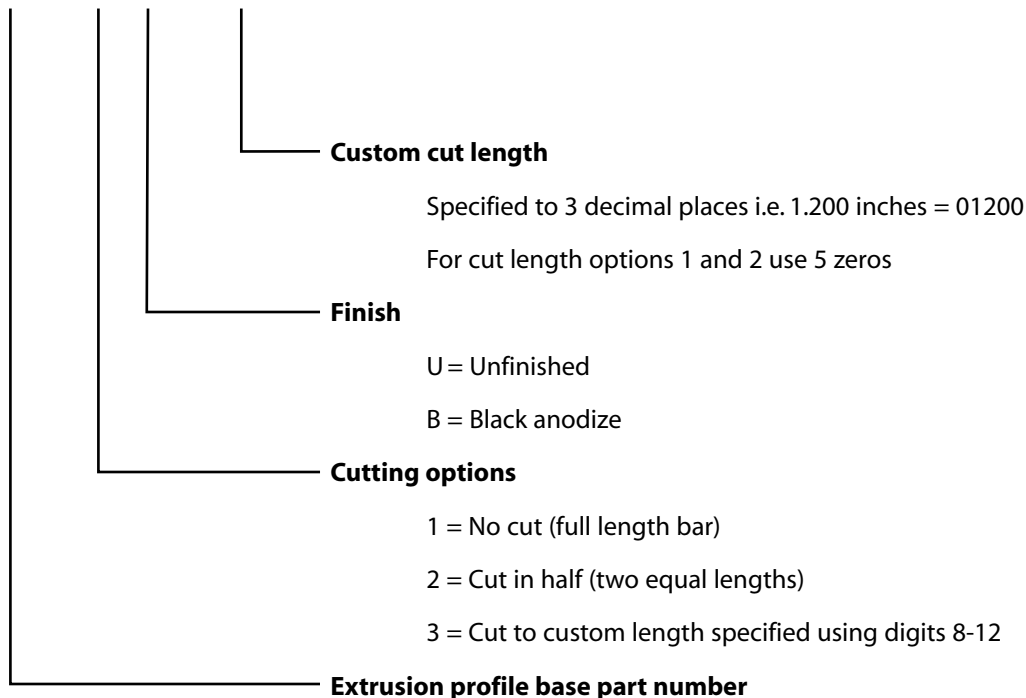 Custom cut length
Specified to 3 decimal places i.e. 1.200 inches = 01200
For cut length options 1 and 2 use 5 zeros
Finish
U = Unfinished
B = Black anodize
Cutting options
1 = No cut (full length bar)
2 = Cut in half (two equal lengths)
3 = Cut to custom length specified using digits 8-12
Extrusion profile base part number